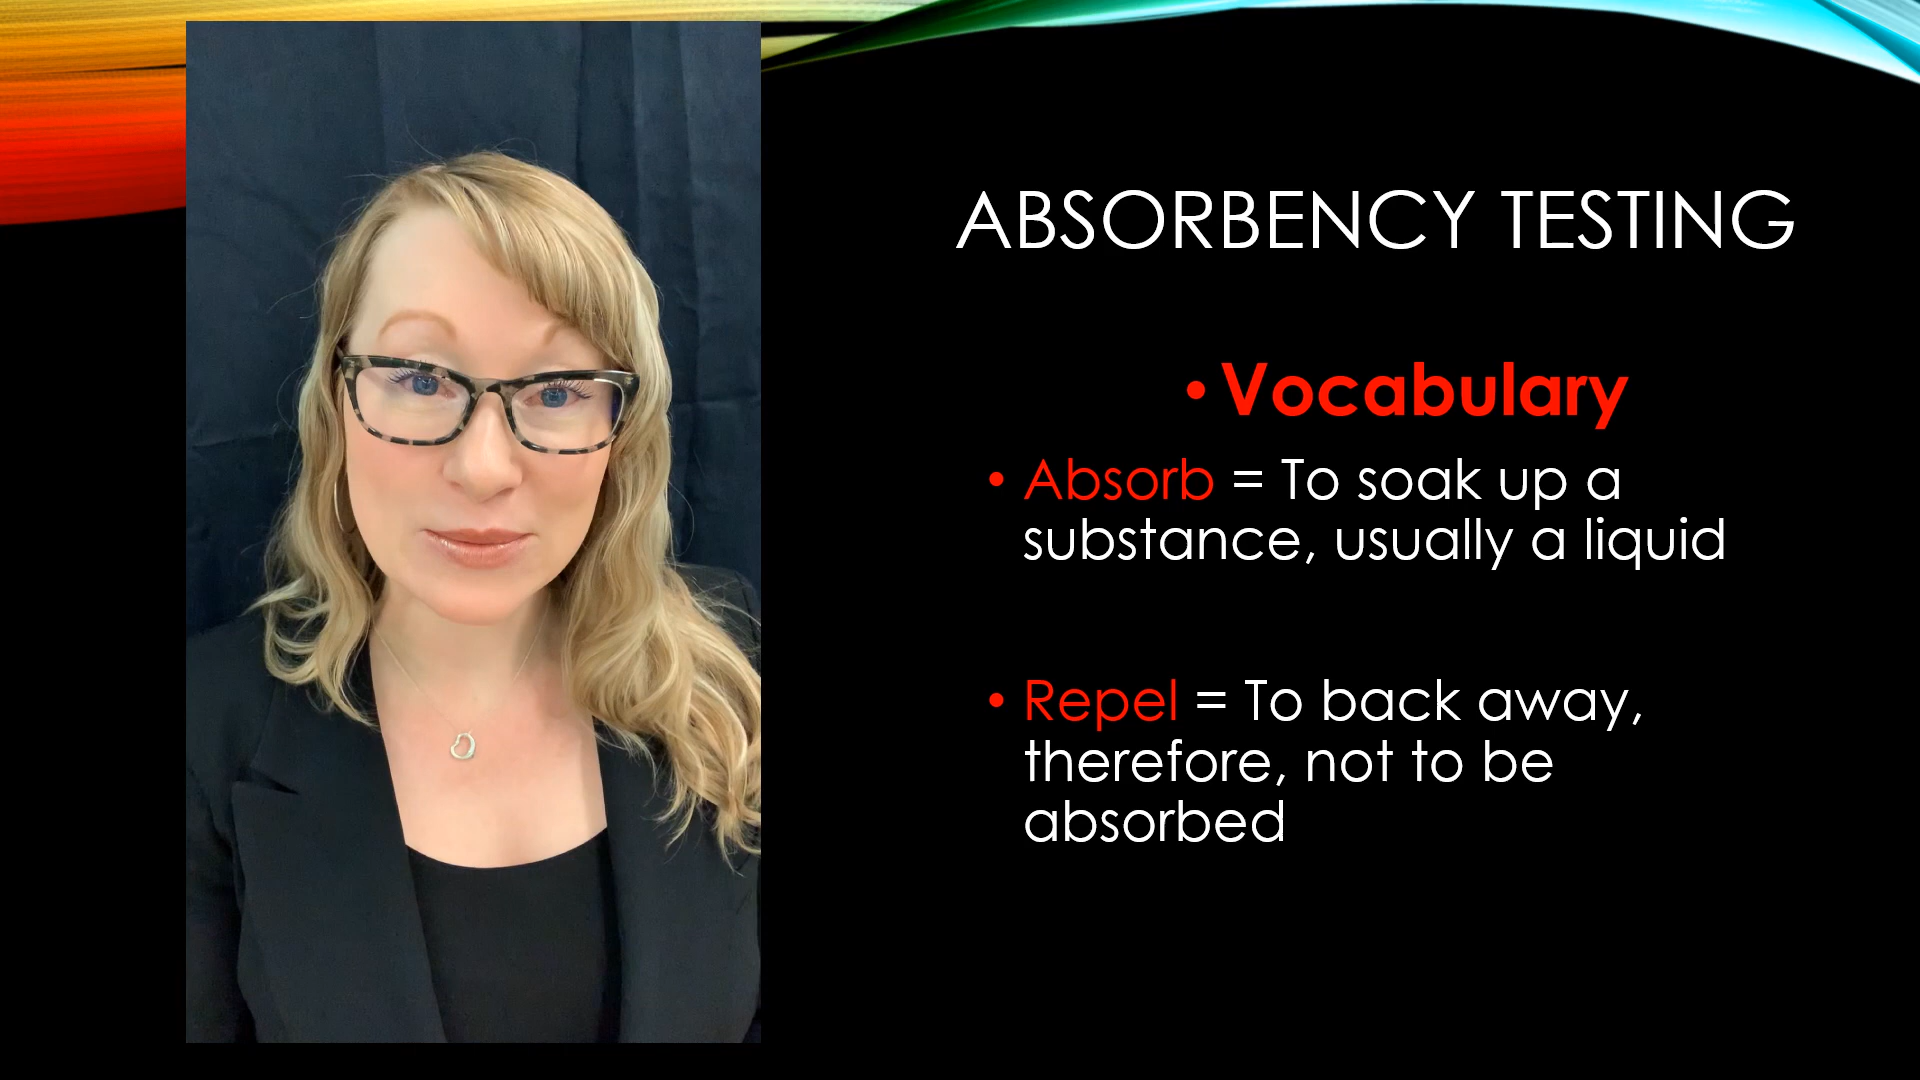 ABSORBENCY TESTING
• Vocabulary
• Absorb = To soak up a
substance, usually a liquid
• Repel = To back away,
therefore, not to be
absorbed